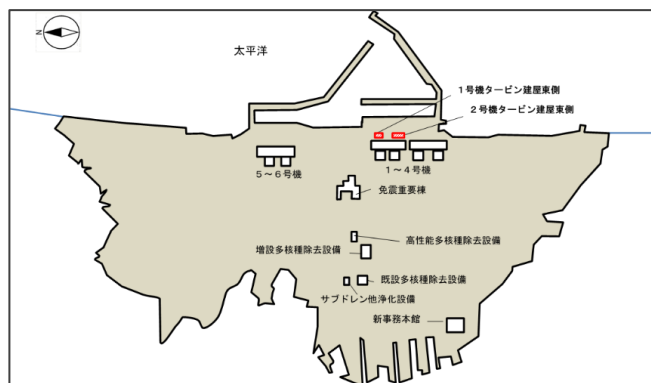 N
太平洋
1号機タービン建屋東側
2号機タービン建屋東側
5～6号機
1～4号機
免震重要棟
高性能多核種除去設備
増設多核種除去設備
既設多核種除去設備
サブドレン他浄化設備
新事務本館